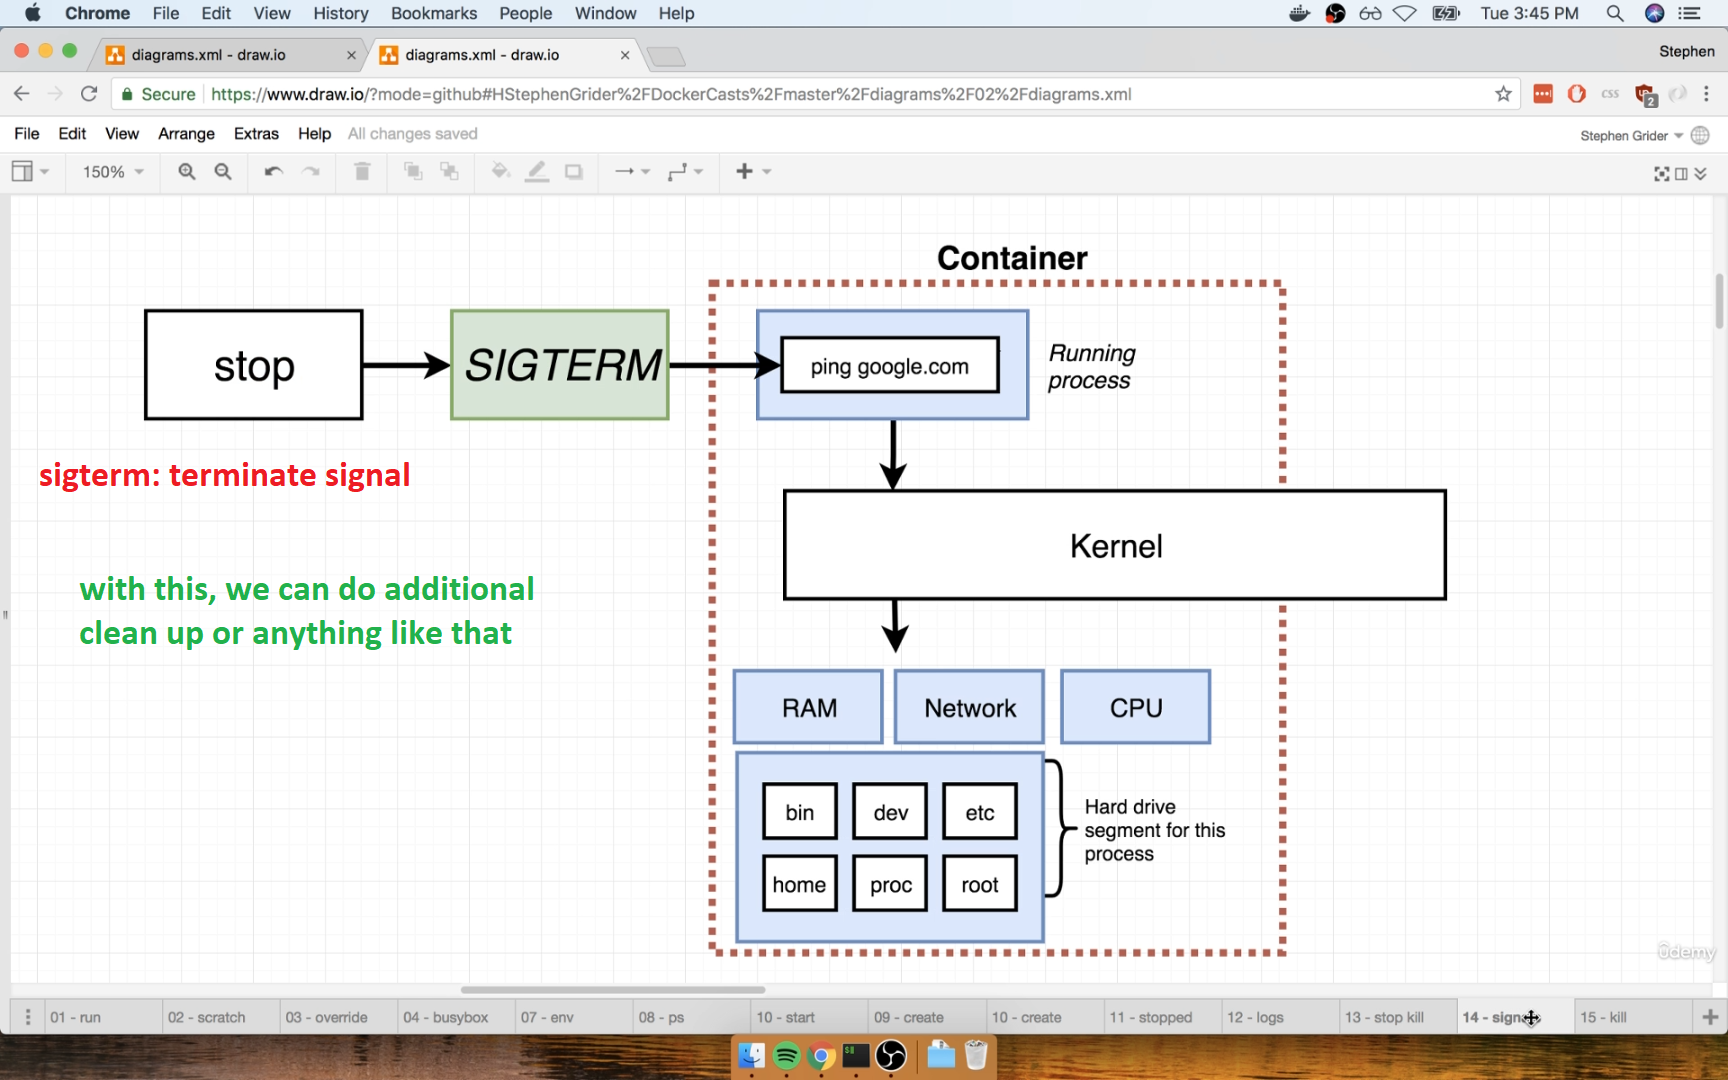 Chrome File Edit View History Bookmarks People Window Help Tue 3:45 PM
diagrams.xml - draw.io diagrams.xml - draw.io Stephen
Secure https://www.draw.io/?mode=github#HStephenGrider%2FDockerCasts%2Fmaster%2Fdiagrams%2F02%2Fdiagrams.xml css 2
File Edit View Arrange Extras Help All changes saved Stephen Grider
150%
Container
stop
SIGTERM
ping google.com
Running
process
sigterm: terminate signal
Kernel
with this, we can do additional
clean up or anything like that
RAM Network CPU
bin dev etc
home proc root
Hard drive
segment for this
process
ûdemy
01 - run 02 - scratch 03 - override 04 - busybox 07 - env 08 - ps 10 - start 09 - create 10 - create 11 - stopped 12 - logs 13 - stop kill 14 - 15 - kill